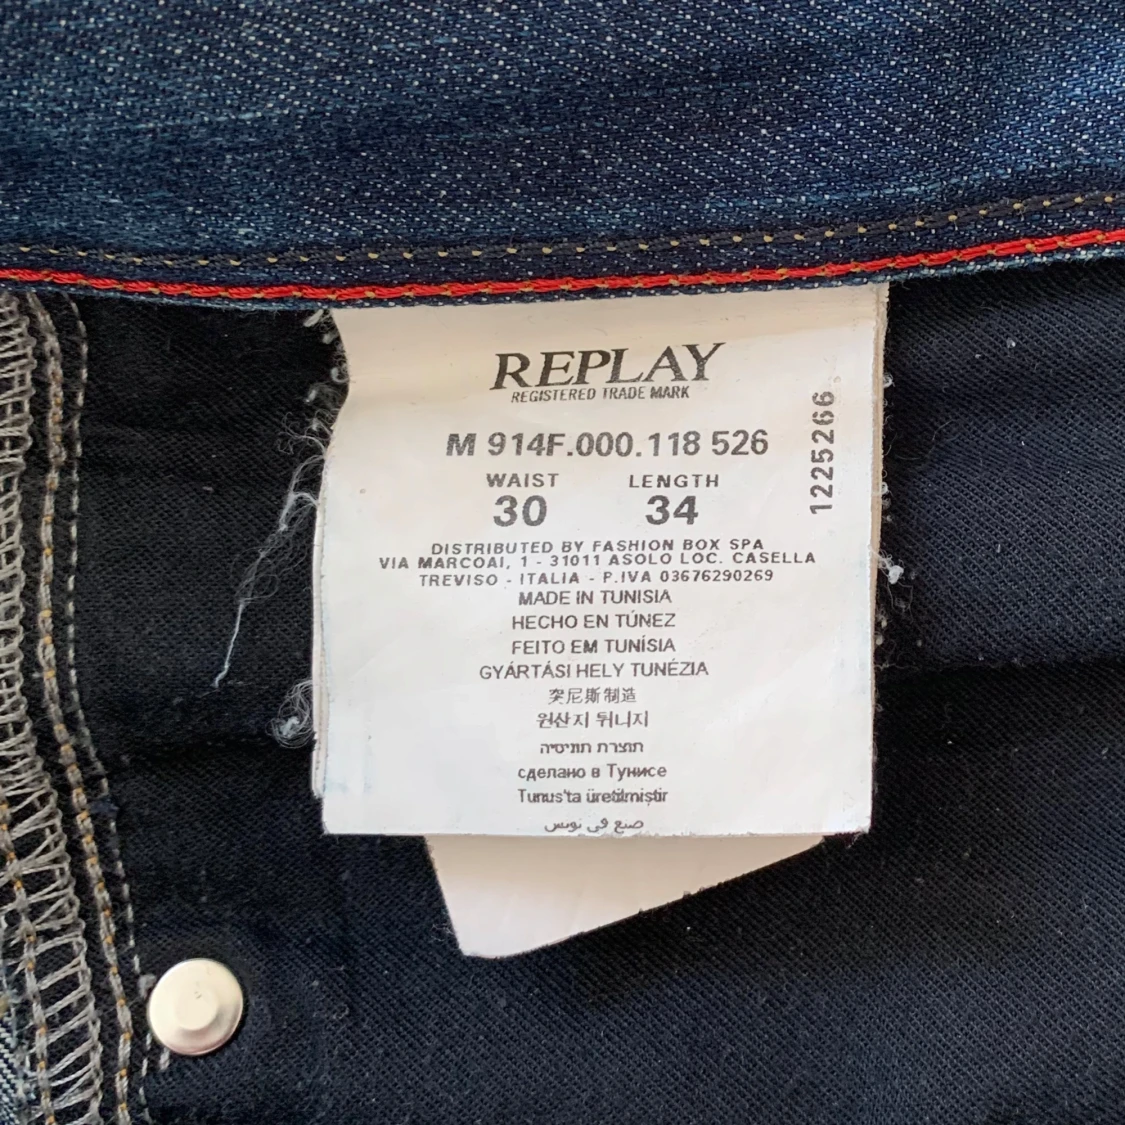 REPLAY
REGISTERED TRADE MARK
M 914F.000.118 526
1225266
WAIST LENGTH
30 34
DISTRIBUTED BY FASHION BOX SPA
VIA MARCOAI, 1 - 31011 ASOLO LOC. CASELLA
TREVISO - ITALIA - P.IVA 03676290269
MADE IN TUNISIA
HECHO EN TÚNEZ
FEITO EM TUNÍSIA
GYÁRTÁSI HELY TUNÉZIA
突尼斯制造
원산지 튀니지
תוצרת תוניסיה
сделано в Тунисе
Tunus'ta üretilmiştir
صنع في تونس